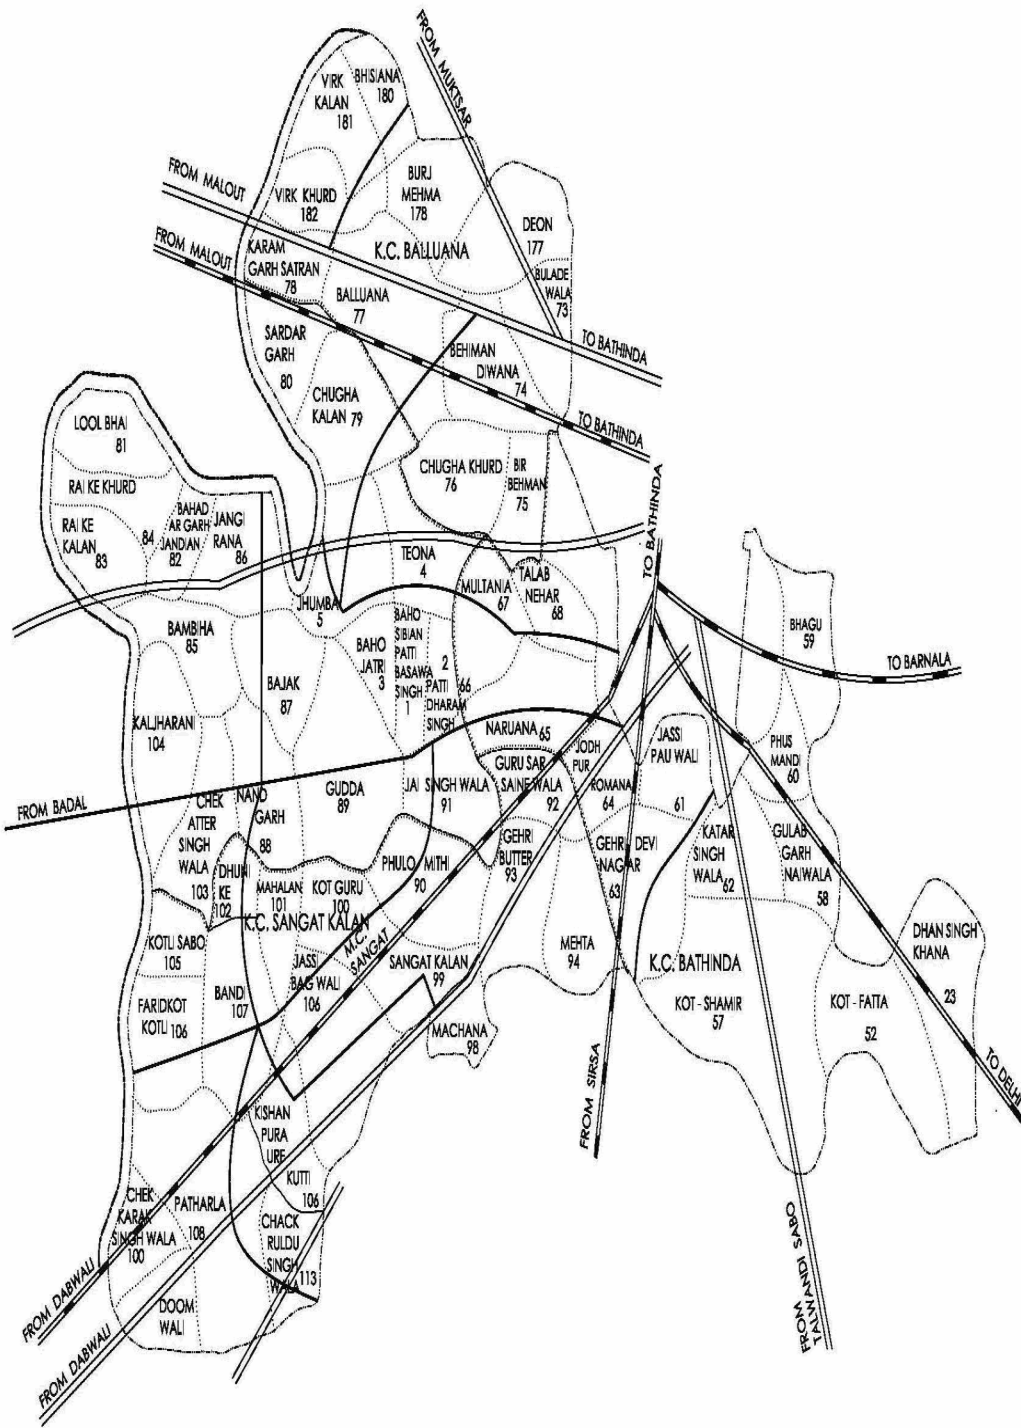 FROM MUKTSAR
VIRK
KALAN
181
BHISIANA
180
FROM MALOUT
VIRK KHURD
182
BURJ
MEHMA
178
DEON
177
FROM MALOUT
KARAM
GARH SATRAN
78
K.C. BALLUANA
BULADE
WALA
73
BALLUANA
77
TO BATHINDA
SARDAR
GARH
80
BEHIMAN
DIWANA
74
CHUGHA
KALAN 79
TO BATHINDA
LOOL BHAI
81
CHUGHA KHURD
76
BIR
BEHMAN
75
RAI KE KHURD
84
RAI KE
KALAN
83
BAHAD
AR GARH
JANDIAN
82
JANGI
RANA
86
TO BATHINDA
TEONA
4
MULTANIA
67
TALAB
NEHAR
68
JHUMBA
5
BHAGU
59
BAMBIHA
85
BAHO
JATRI
3
BAHO
SIBIAN
PATTI
BASAWA
SINGH
1
2
PATTI
DHARAM
SINGH
66
TO BARNALA
BAJAK
87
KALJHARANI
104
NARUANA
65
JODH
PUR
ROMANA
64
JASSI
PAU WALI
61
PHUS
MANDI
60
FROM BADAL
CHEK
ATTER
SINGH
WALA
103
NAND
GARH
88
GUDDA
89
JAI SINGH WALA
91
GURU SAR
SAINE WALA
92
GEHRI
BUTTER
93
GEHRI DEVI
NAGAR
63
KATAR
SINGH
WALA
62
GULAB
GARH
NAIWALA
58
DHUNI
KE
102
MAHALAN
101
KOT GURU
100
PHULO MITHI
90
K.C. SANGAT KALAN
M.C.
SANGAT
KOTLI SABO
105
JASSI
BAG WALI
106
SANGAT KALAN
99
MEHTA
94
K.C. BATHINDA
DHAN SINGH
KHANA
23
FARIDKOT
KOTLI 106
BANDI
107
MACHANA
98
KOT - SHAMIR
57
KOT - FATTA
52
FROM SIRSA
TO DELHI
KISHAN
PURA
URF
KUTTI
106
CHEK
KARAK
SINGH WALA
100
PATHARLA
108
CHACK
RULDU
SINGH
WALA
113
FROM DABWALI
DOOM
WALI
FROM DABWALI
FROM
TALWANDI SABO